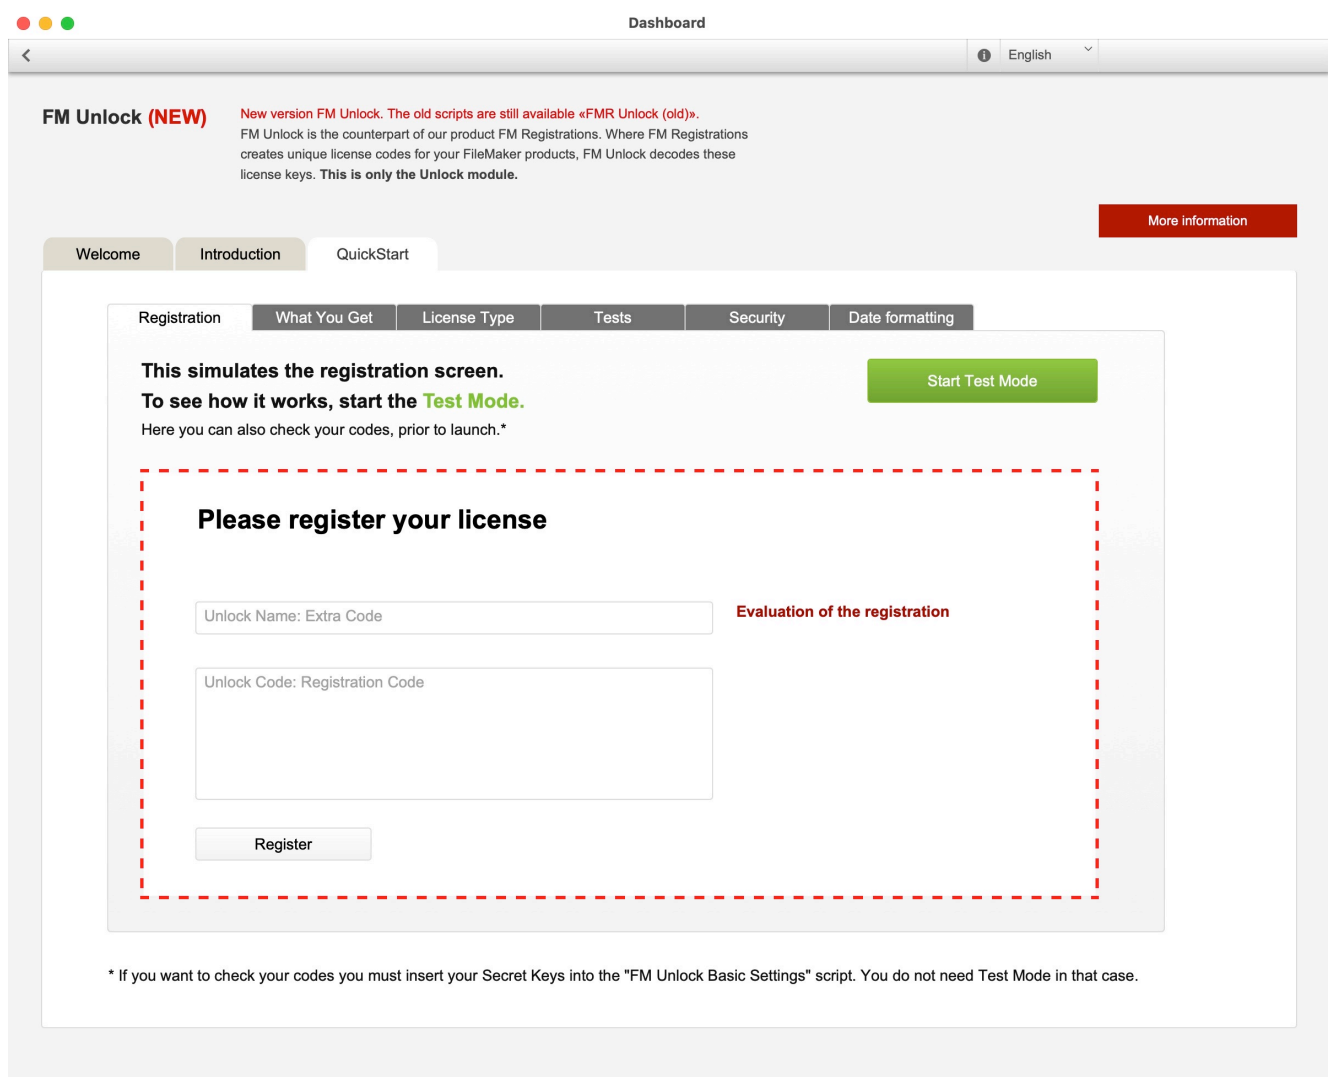 Dashboard
English
FM Unlock (NEW)
New version FM Unlock. The old scripts are still available «FMR Unlock (old)».
FM Unlock is the counterpart of our product FM Registrations. Where FM Registrations
creates unique license codes for your FileMaker products, FM Unlock decodes these
license keys. This is only the Unlock module.
More information
Welcome
Introduction
QuickStart
Registration
What You Get
License Type
Tests
Security
Date formatting
This simulates the registration screen.
To see how it works, start the Test Mode.
Here you can also check your codes, prior to launch.*
Start Test Mode
Please register your license
Unlock Name: Extra Code
Evaluation of the registration
Unlock Code: Registration Code
Register
* If you want to check your codes you must insert your Secret Keys into the "FM Unlock Basic Settings" script. You do not need Test Mode in that case.